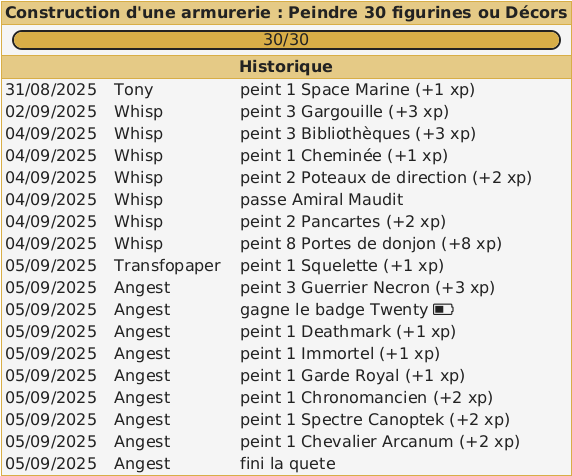 Construction d'une armurerie : Peindre 30 figurines ou Décors
30/30
Historique
31/08/2025 Tony peint 1 Space Marine (+1 xp)
02/09/2025 Whisp peint 3 Gargouille (+3 xp)
04/09/2025 Whisp peint 3 Bibliothèques (+3 xp)
04/09/2025 Whisp peint 1 Cheminée (+1 xp)
04/09/2025 Whisp peint 2 Poteaux de direction (+2 xp)
04/09/2025 Whisp passe Amiral Maudit
04/09/2025 Whisp peint 2 Pancartes (+2 xp)
04/09/2025 Whisp peint 8 Portes de donjon (+8 xp)
05/09/2025 Transfopaper peint 1 Squelette (+1 xp)
05/09/2025 Angest peint 3 Guerrier Necron (+3 xp)
05/09/2025 Angest gagne le badge Twenty
05/09/2025 Angest peint 1 Deathmark (+1 xp)
05/09/2025 Angest peint 1 Immortel (+1 xp)
05/09/2025 Angest peint 1 Garde Royal (+1 xp)
05/09/2025 Angest peint 1 Chronomancien (+2 xp)
05/09/2025 Angest peint 1 Spectre Canoptek (+2 xp)
05/09/2025 Angest peint 1 Chevalier Arcanum (+2 xp)
05/09/2025 Angest fini la quete